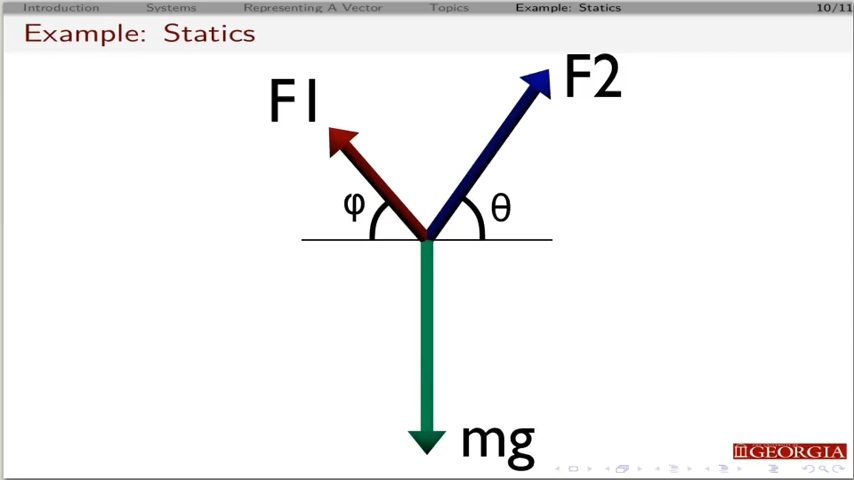 Introduction Systems Representing A Vector Topics Example: Statics 10/11
Example: Statics
F1
F2
φ
θ
mg
GEORGIA